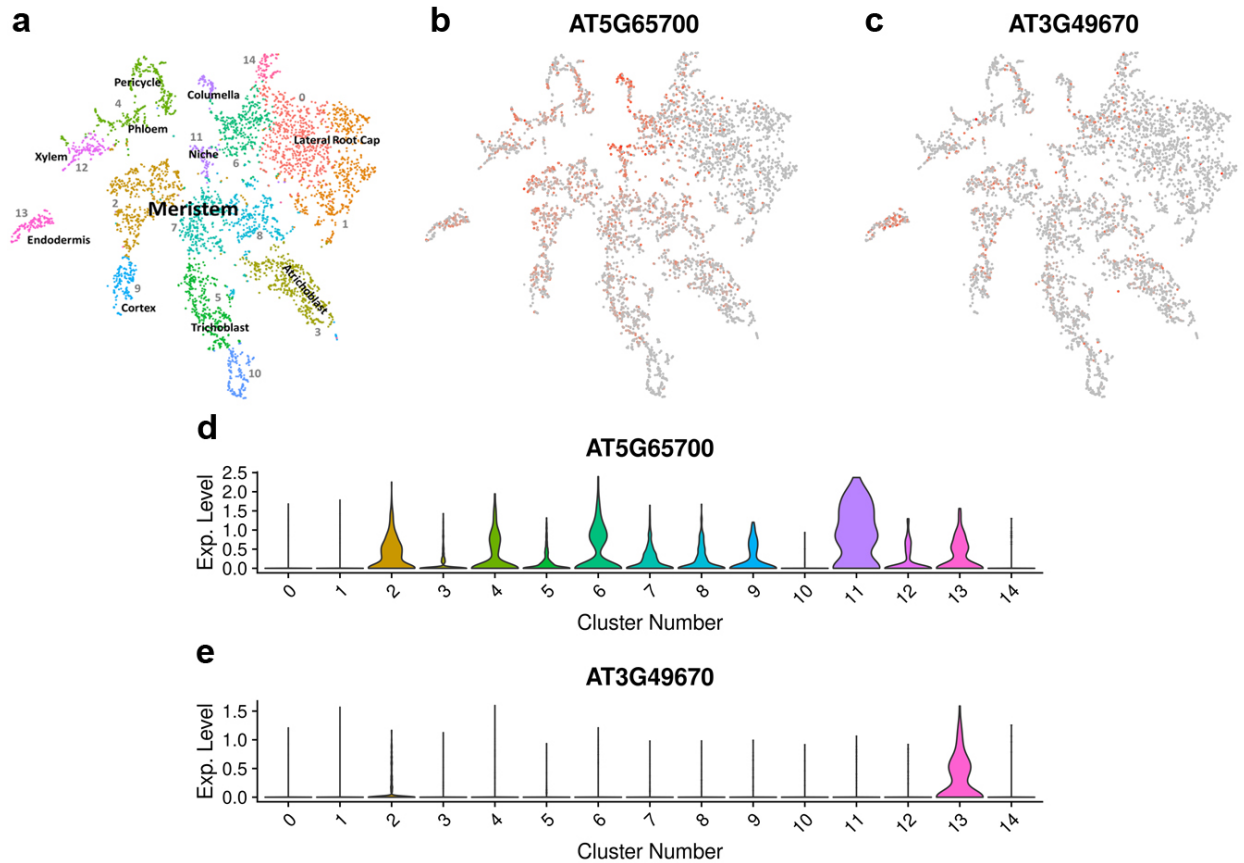 a
b
AT5G65700
c
AT3G49670
14
Pericycle
Columella
0
4
Phloem
11
Niche
Lateral Root Cap
6
Xylem
12
2
Meristem
13
Endodermis
7
8
1
9
Cortex
5
Atrichoblast
Trichoblast
3
10
d
AT5G65700
Exp. Level
2.5
2.0
1.5
1.0
0.5
0.0
0 1 2 3 4 5 6 7 8 9 10 11 12 13 14
Cluster Number
e
AT3G49670
Exp. Level
1.5
1.0
0.5
0.0
0 1 2 3 4 5 6 7 8 9 10 11 12 13 14
Cluster Number